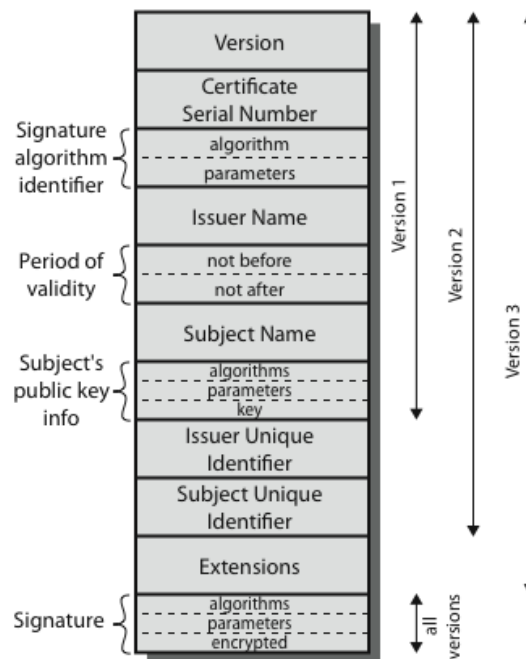 Version
Certificate
Serial Number
Signature
algorithm
identifier
algorithm
parameters
Issuer Name
Period of
validity
not before
not after
Subject Name
Subject's
public key
info
algorithms
parameters
key
Issuer Unique
Identifier
Subject Unique
Identifier
Extensions
Signature
algorithms
parameters
encrypted
Version 1
Version 2
Version 3
all
versions